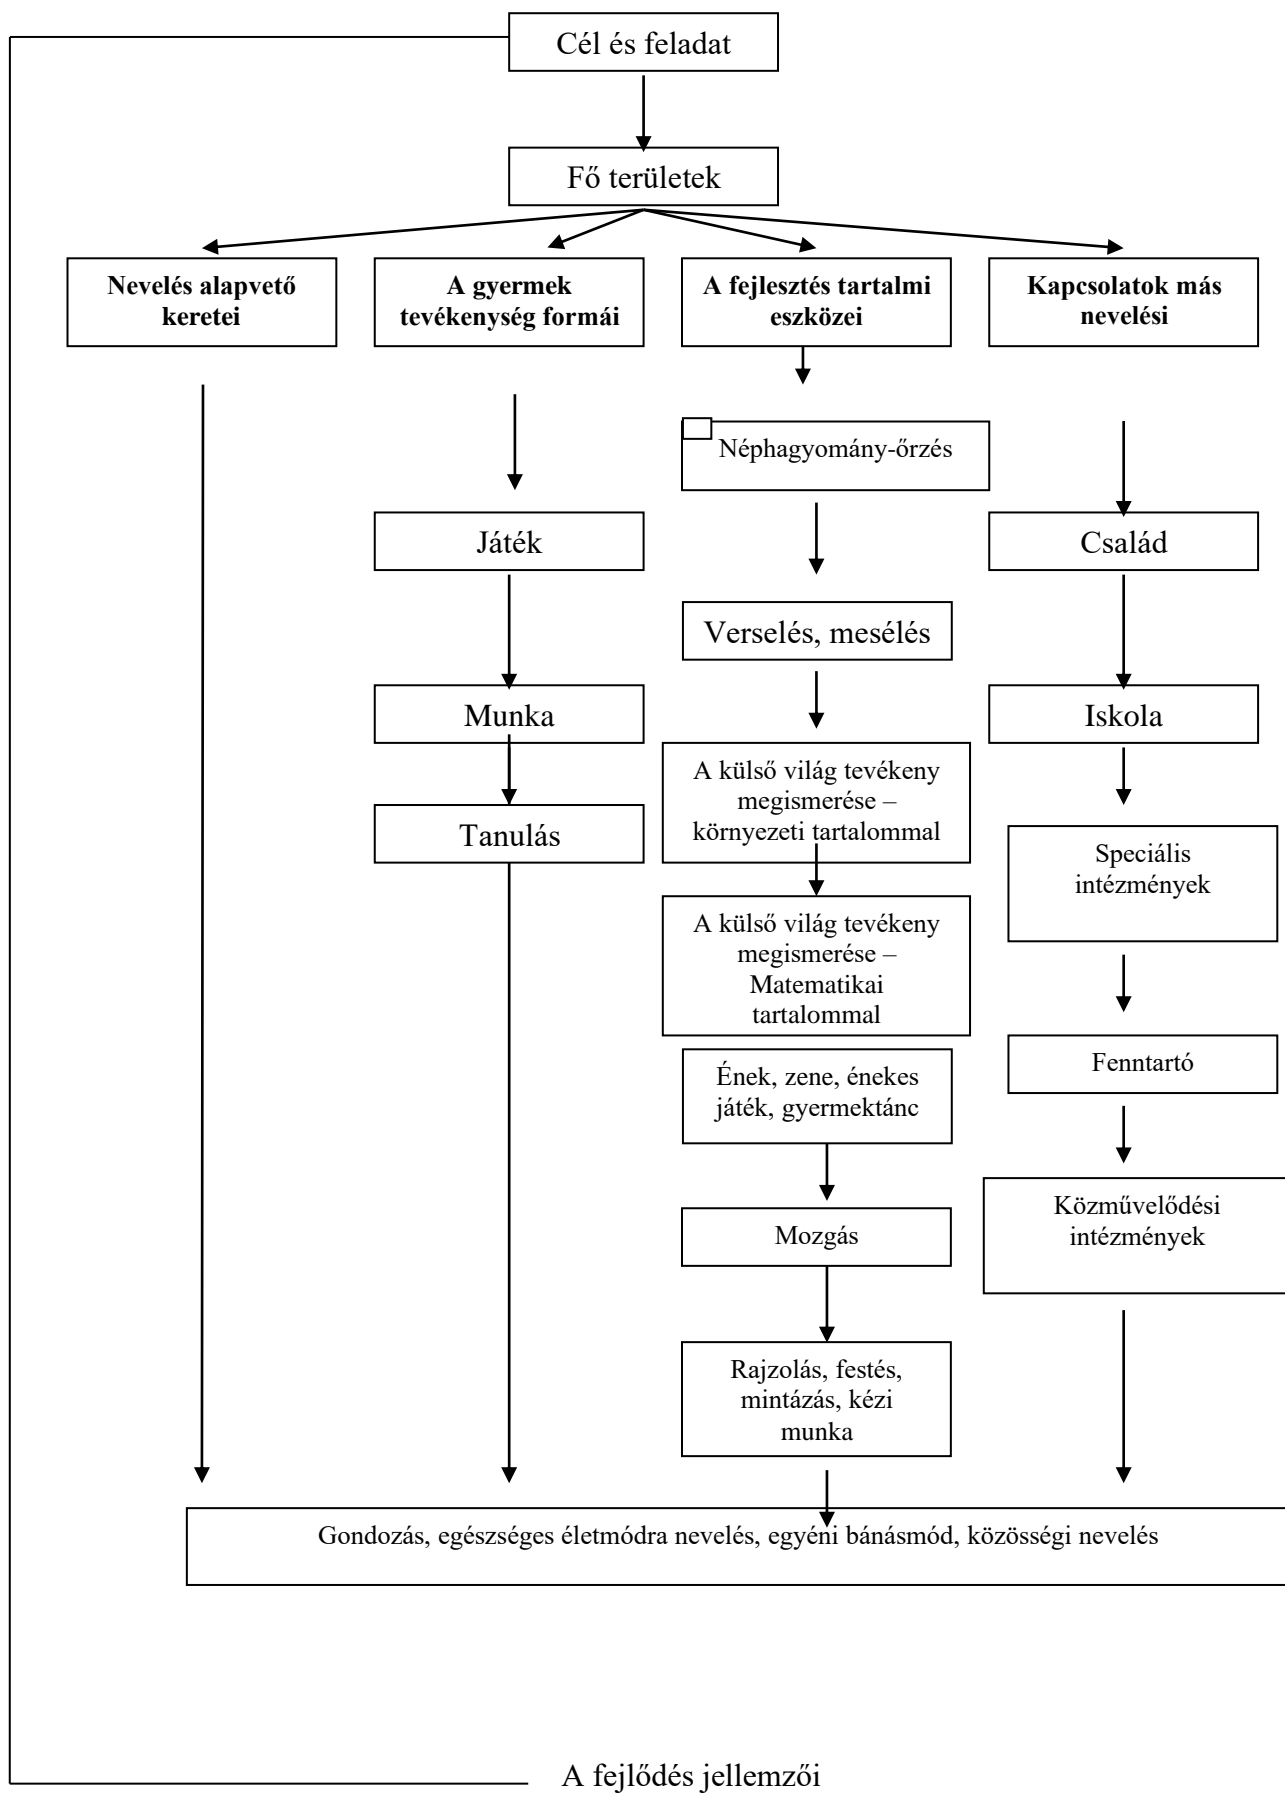 Cél és feladat
Fő területek
Nevelés alapvető
keretei
A gyermek
tevékenység formái
A fejlesztés tartalmi
eszközei
Kapcsolatok más
nevelési
Néphagyomány-őrzés
Játék
Család
Verselés, mesélés
Munka
Iskola
A külső világ tevékeny
megismerése –
környezeti tartalommal
Tanulás
Speciális
intézmények
A külső világ tevékeny
megismerése –
Matematikai
tartalommal
Fenntartó
Ének, zene, énekes
játék, gyermektánc
Közművelődési
intézmények
Mozgás
Rajzolás, festés,
mintázás, kézi
munka
Gondozás, egészséges életmódra nevelés, egyéni bánásmód, közösségi nevelés
A fejlődés jellemzői